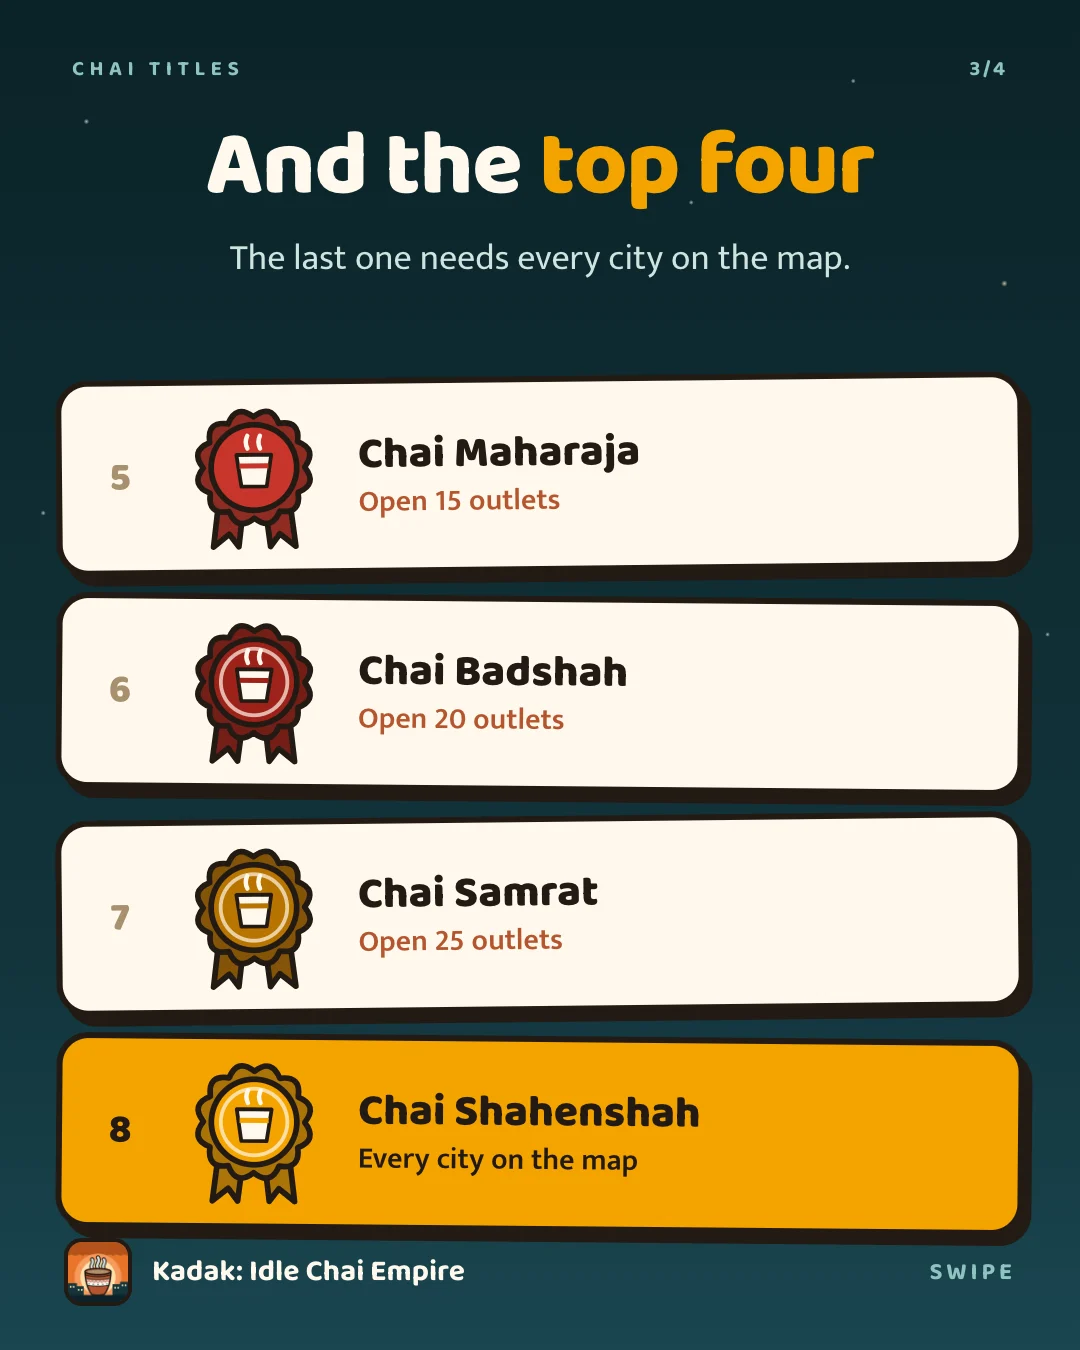 CHAI TITLES
3/4
And the top four
The last one needs every city on the map.
5
Chai Maharaja
Open 15 outlets
6
Chai Badshah
Open 20 outlets
7
Chai Samrat
Open 25 outlets
8
Chai Shahenshah
Every city on the map
Kadak: Idle Chai Empire
SWIPE